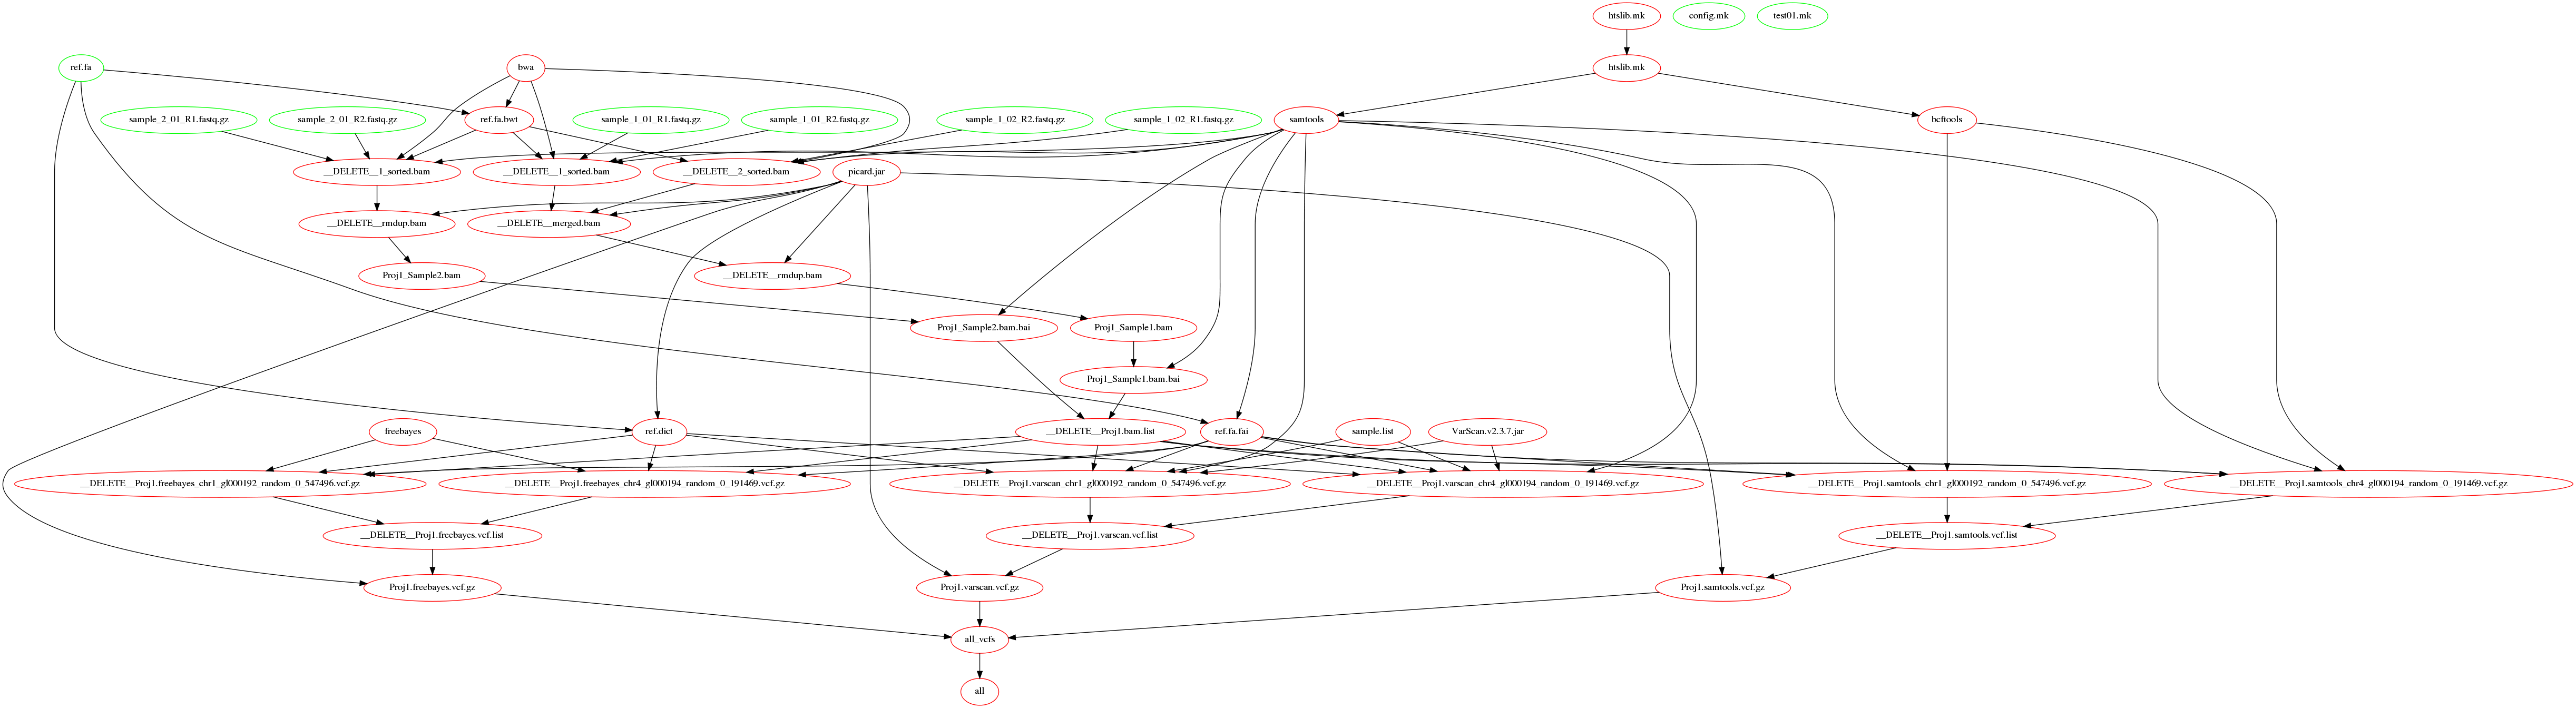 htslib.mk
config.mk
test01.mk
ref.fa
bwa
htslib.mk
sample_2_01_R1.fastq.gz
sample_2_01_R2.fastq.gz
ref.fa.bwt
sample_1_01_R1.fastq.gz
sample_1_01_R2.fastq.gz
sample_1_02_R2.fastq.gz
sample_1_02_R1.fastq.gz
samtools
bcftools
__DELETE__1_sorted.bam
__DELETE__1_sorted.bam
__DELETE__2_sorted.bam
picard.jar
__DELETE__rmdup.bam
__DELETE__merged.bam
Proj1_Sample2.bam
__DELETE__rmdup.bam
Proj1_Sample2.bam.bai
Proj1_Sample1.bam
Proj1_Sample1.bam.bai
freebayes
ref.dict
__DELETE__Proj1.bam.list
ref.fa.fai
sample.list
VarScan.v2.3.7.jar
__DELETE__Proj1.freebayes_chr1_gl000192_random_0_547496.vcf.gz
__DELETE__Proj1.freebayes_chr4_gl000194_random_0_191469.vcf.gz
__DELETE__Proj1.varscan_chr1_gl000192_random_0_547496.vcf.gz
__DELETE__Proj1.varscan_chr4_gl000194_random_0_191469.vcf.gz
__DELETE__Proj1.samtools_chr1_gl000192_random_0_547496.vcf.gz
__DELETE__Proj1.samtools_chr4_gl000194_random_0_191469.vcf.gz
__DELETE__Proj1.freebayes.vcf.list
__DELETE__Proj1.varscan.vcf.list
__DELETE__Proj1.samtools.vcf.list
Proj1.freebayes.vcf.gz
Proj1.varscan.vcf.gz
Proj1.samtools.vcf.gz
all_vcfs
all